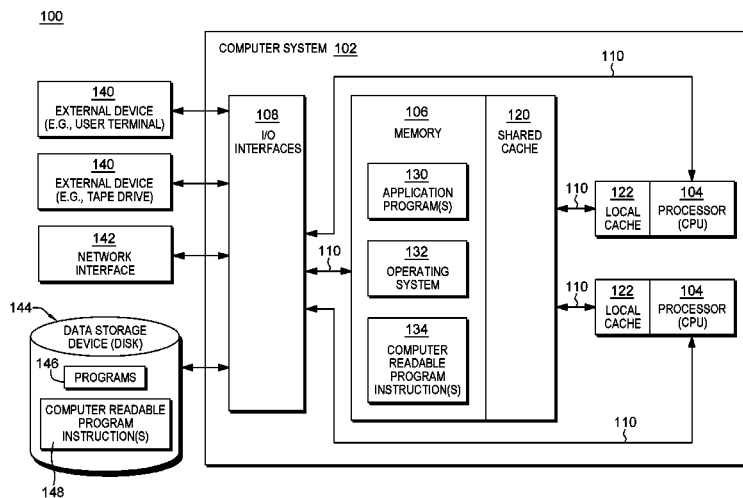 100
COMPUTER SYSTEM 102
110
140
EXTERNAL DEVICE
(E.G., USER TERMINAL)
140
EXTERNAL DEVICE
(E.G., TAPE DRIVE)
142
NETWORK
INTERFACE
144
DATA STORAGE
DEVICE (DISK)
146
PROGRAMS
COMPUTER READABLE
PROGRAM
INSTRUCTION(S)
148
108
I/O
INTERFACES
110
106
MEMORY
130
APPLICATION
PROGRAM(S)
132
OPERATING
SYSTEM
134
COMPUTER
READABLE
PROGRAM
INSTRUCTION(S)
120
SHARED
CACHE
110
122
LOCAL
CACHE
104
PROCESSOR
(CPU)
110
122
LOCAL
CACHE
104
PROCESSOR
(CPU)
110